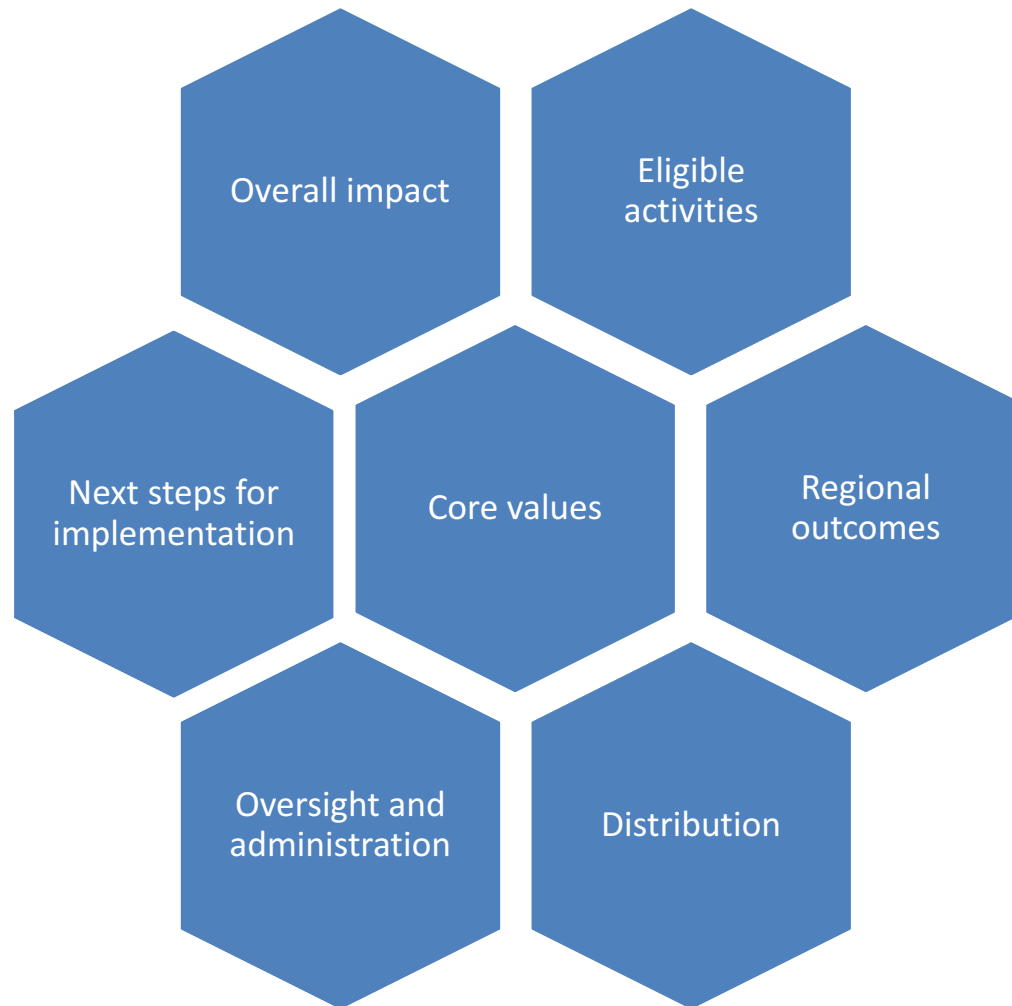 Overall impact
Eligible
activities
Next steps for
implementation
Core values
Regional
outcomes
Oversight and
administration
Distribution